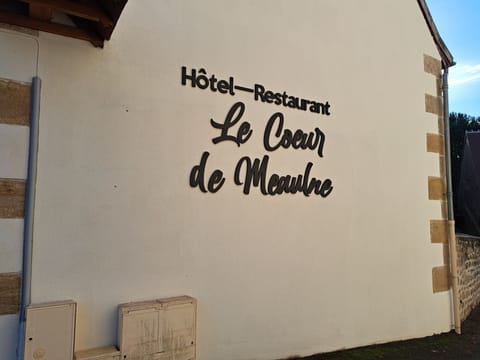 Hôtel—Restaurant
Le Coeur
de Meaulne